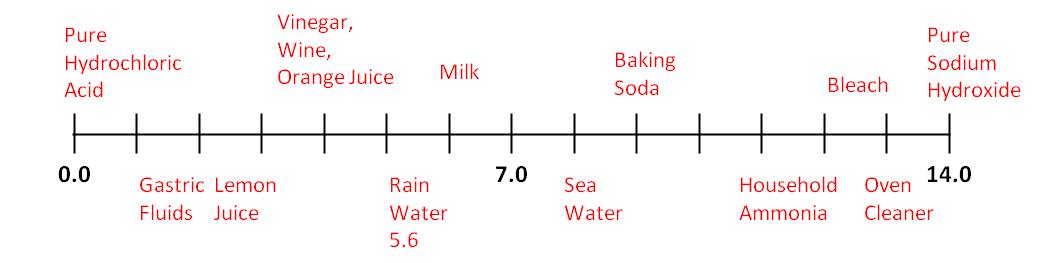 Pure
Hydrochloric
Acid
Vinegar,
Wine,
Orange Juice
Milk
Baking
Soda
Bleach
Pure
Sodium
Hydroxide
0.0
7.0
14.0
Gastric
Fluids
Lemon
Juice
Rain
Water
5.6
Sea
Water
Household
Ammonia
Oven
Cleaner